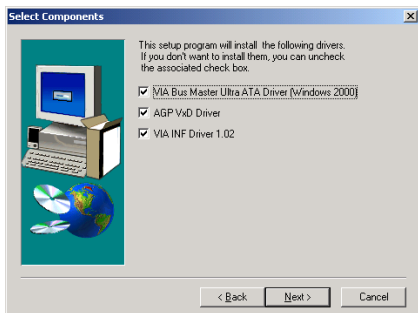 Select Components
This setup program will install the following drivers.
If you don't want to install them, you can uncheck
the associated check box.
VIA Bus Master Ultra ATA Driver (Windows 2000)
AGP VxD Driver
VIA INF Driver 1.02
< Back
Next >
Cancel